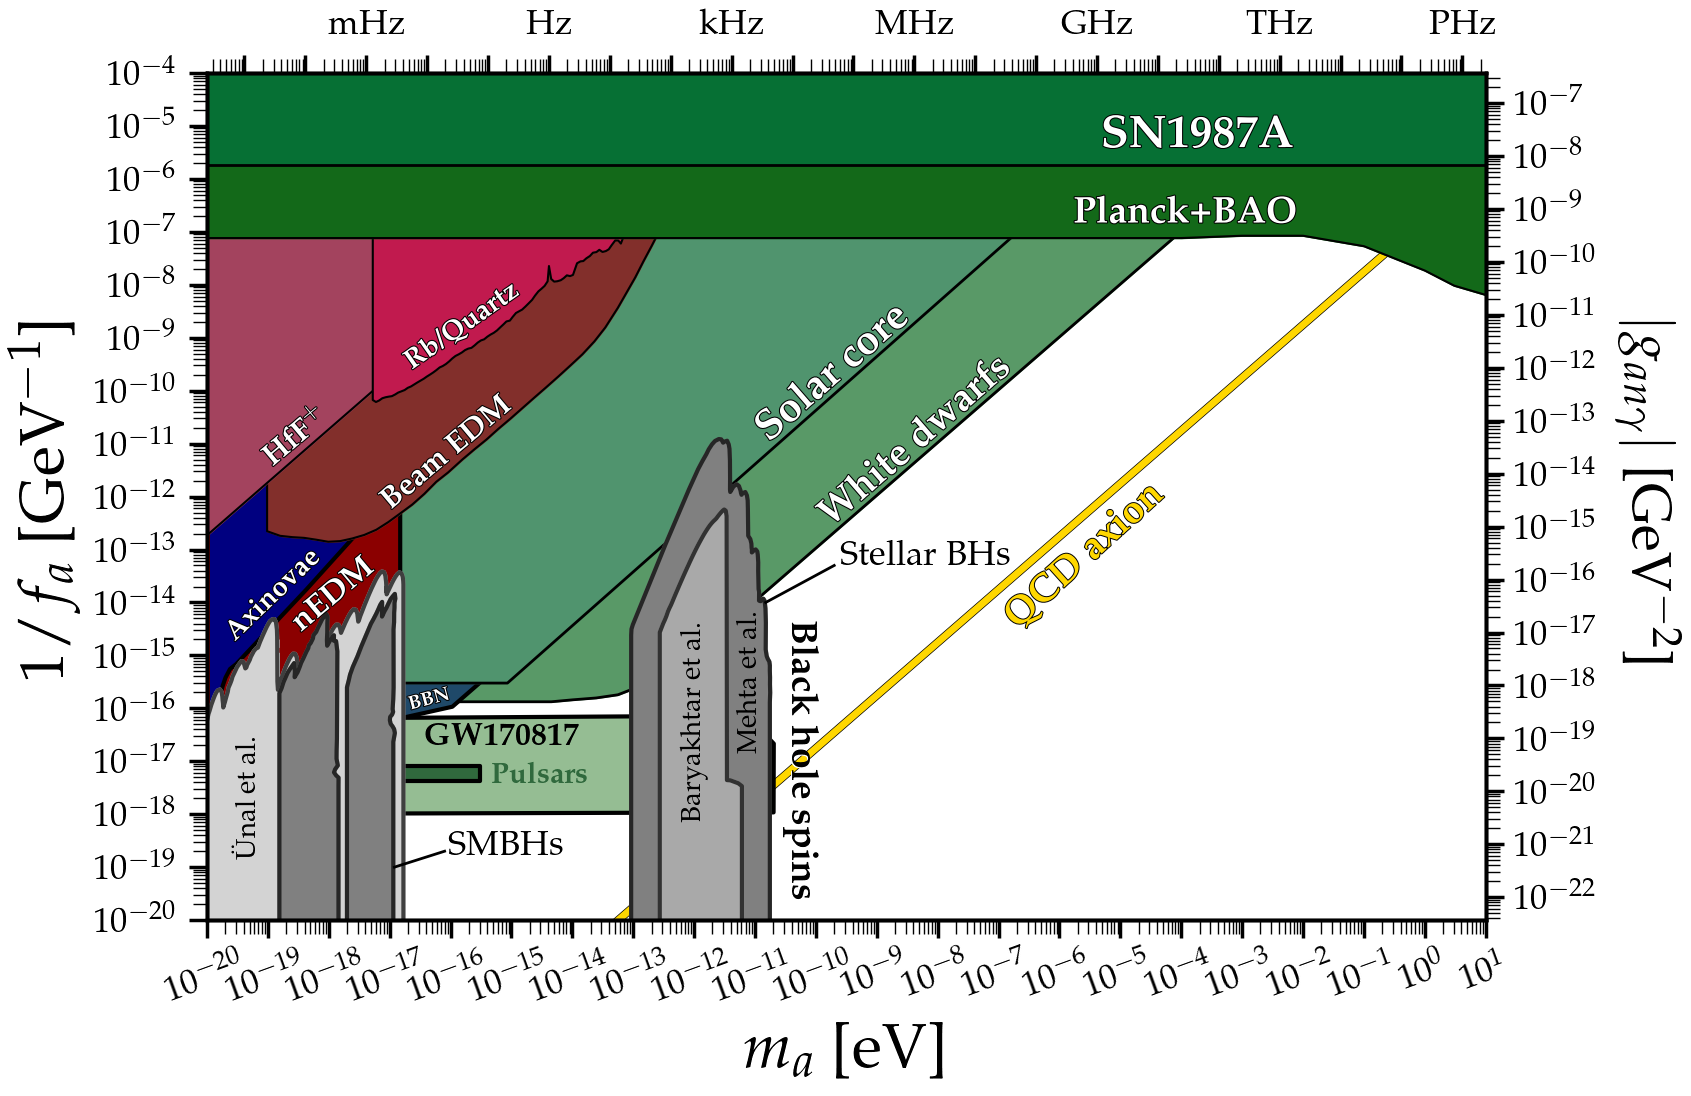 mHz Hz kHz MHz GHz THz PHz
10⁻⁴
10⁻⁵
10⁻⁶
10⁻⁷
10⁻⁸
10⁻⁹
10⁻¹⁰
10⁻¹¹
10⁻¹²
10⁻¹³
10⁻¹⁴
10⁻¹⁵
10⁻¹⁶
10⁻¹⁷
10⁻¹⁸
10⁻¹⁹
10⁻²⁰
1/fₐ [GeV⁻¹]
SN1987A
Planck+BAO
Rb/Quartz
HfF⁺
Beam EDM
Solar core
White dwarfs
QCD axion
Axinovae
nEDM
Stellar BHs
BBN
GW170817
Pulsars
SMBHs
Ünal et al.
Baryakhtar et al.
Mehta et al.
Black hole spins
10⁻⁷
10⁻⁸
10⁻⁹
10⁻¹⁰
10⁻¹¹
10⁻¹²
10⁻¹³
10⁻¹⁴
10⁻¹⁵
10⁻¹⁶
10⁻¹⁷
10⁻¹⁸
10⁻¹⁹
10⁻²⁰
10⁻²¹
10⁻²²
|g_{anγ}| [GeV⁻²]
10⁻²⁰ 10⁻¹⁹ 10⁻¹⁸ 10⁻¹⁷ 10⁻¹⁶ 10⁻¹⁵ 10⁻¹⁴ 10⁻¹³ 10⁻¹² 10⁻¹¹ 10⁻¹⁰ 10⁻⁹ 10⁻⁸ 10⁻⁷ 10⁻⁶ 10⁻⁵ 10⁻⁴ 10⁻³ 10⁻² 10⁻¹ 10⁰ 10¹
mₐ [eV]